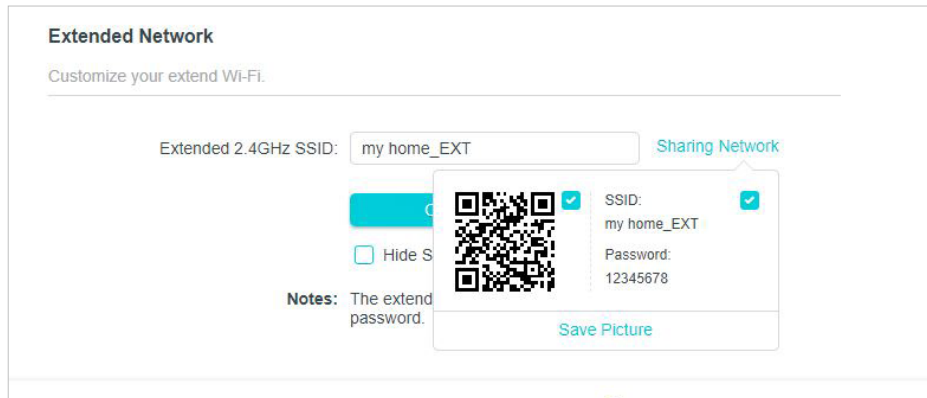 Extended Network
Customize your extend Wi-Fi.
Extended 2.4GHz SSID: my home_EXT Sharing Network
SSID:
my home_EXT
Password:
12345678
Hide S
Notes: The extend
password.
Save Picture